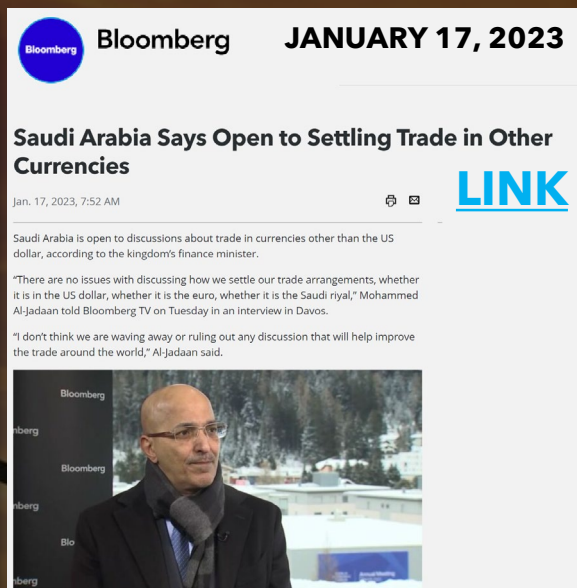 Bloomberg
Bloomberg
JANUARY 17, 2023
Saudi Arabia Says Open to Settling Trade in Other
Currencies
LINK
Jan. 17, 2023, 7:52 AM
Saudi Arabia is open to discussions about trade in currencies other than the US
dollar, according to the kingdom's finance minister.
"There are no issues with discussing how we settle our trade arrangements, whether
it is in the US dollar, whether it is the euro, whether it is the Saudi riyal," Mohammed
Al-Jadaan told Bloomberg TV on Tuesday in an interview in Davos.
"I don't think we are waving away or ruling out any discussion that will help improve
the trade around the world," Al-Jadaan said.
Bloomberg
mberg
Bloomberg
mberg
Blo
mberg
Annual Meeting